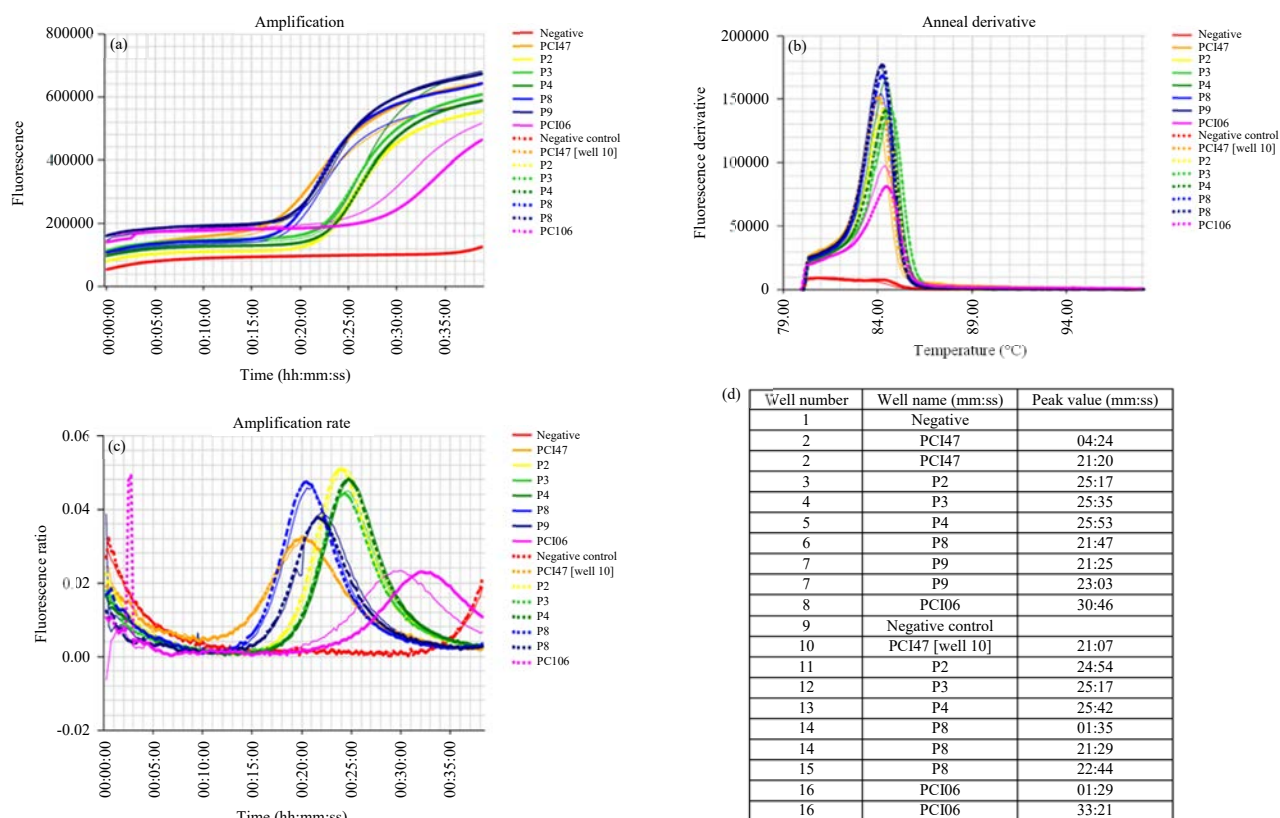 Amplification
(a)
800000
600000
400000
200000
0
Fluorescence
00:00:00
00:05:00
00:10:00
00:15:00
00:20:00
00:25:00
00:30:00
00:35:00
Time (hh:mm:ss)
Negative
PCI47
P2
P3
P4
P8
P9
PCI06
Negative control
PCI47 [well 10]
P2
P3
P4
P8
P8
PC106
Anneal derivative
(b)
200000
150000
100000
50000
0
Fluorescence derivative
79.00
84.00
89.00
94.00
Temperature (°C)
Negative
PCI47
P2
P3
P4
P8
P9
PCI06
Negative control
PCI47 [well 10]
P2
P3
P4
P8
P8
PC106
Amplification rate
(c)
0.06
0.04
0.02
0.00
-0.02
Fluorescence ratio
00:00:00
00:05:00
00:10:00
00:15:00
00:20:00
00:25:00
00:30:00
00:35:00
Time (hh:mm:ss)
Negative
PCI47
P2
P3
P4
P8
P9
PCI06
Negative control
PCI47 [well 10]
P2
P3
P4
P8
P8
PC106
(d)
Well number Well name (mm:ss) Peak value (mm:ss)
1 Negative
2 PCI47 04:24
2 PCI47 21:20
3 P2 25:17
4 P3 25:35
5 P4 25:53
6 P8 21:47
7 P9 21:25
7 P9 23:03
8 PCI06 30:46
9 Negative control
10 PCI47 [well 10] 21:07
11 P2 24:54
12 P3 25:17
13 P4 25:42
14 P8 01:35
14 P8 21:29
15 P8 22:44
16 PCI06 01:29
16 PCI06 33:21